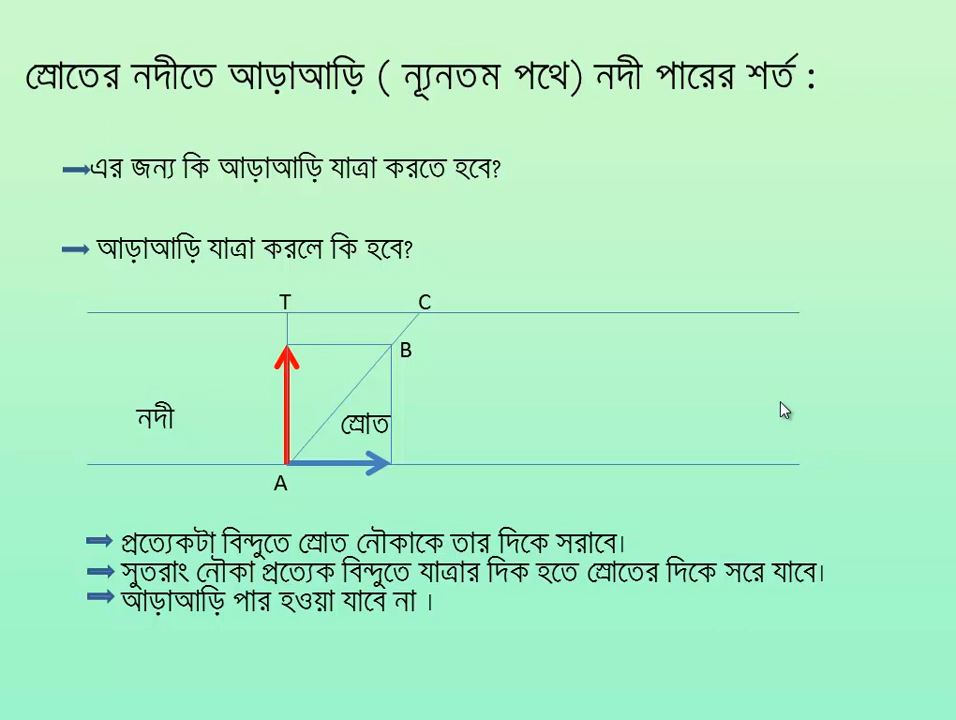 স্রোতের নদীতে আড়াআড়ি ( ন্যূনতম পথে) নদী পারের শর্ত :
এর জন্য কি আড়াআড়ি যাত্রা করতে হবে?
আড়াআড়ি যাত্রা করলে কি হবে?
T C
B
নদী
স্রোত
A
প্রত্যেকটা বিন্দুতে স্রোত নৌকাকে তার দিকে সরাবে।
সুতরাং নৌকা প্রত্যেক বিন্দুতে যাত্রার দিক হতে স্রোতের দিকে সরে যাবে।
আড়াআড়ি পার হওয়া যাবে না ।